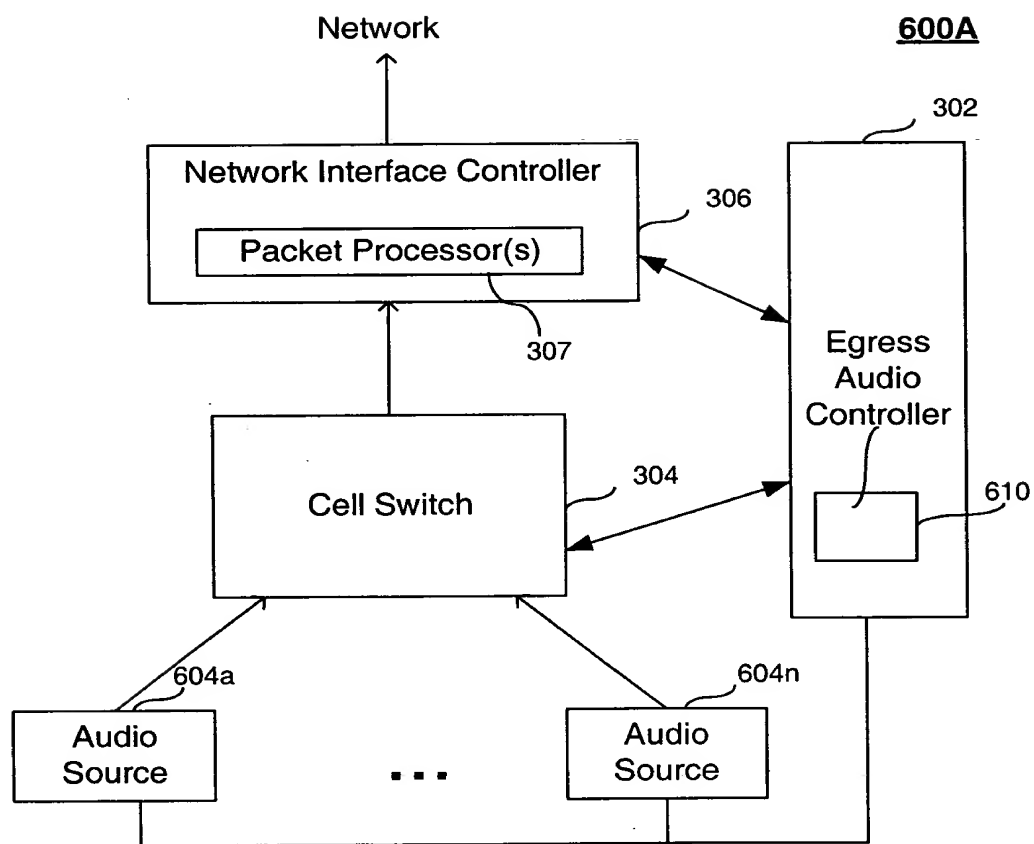 Network
600A
302
Network Interface Controller
306
Packet Processor(s)
307
Egress
Audio
Controller
Cell Switch
304
610
604a
604n
Audio
Source
...
Audio
Source